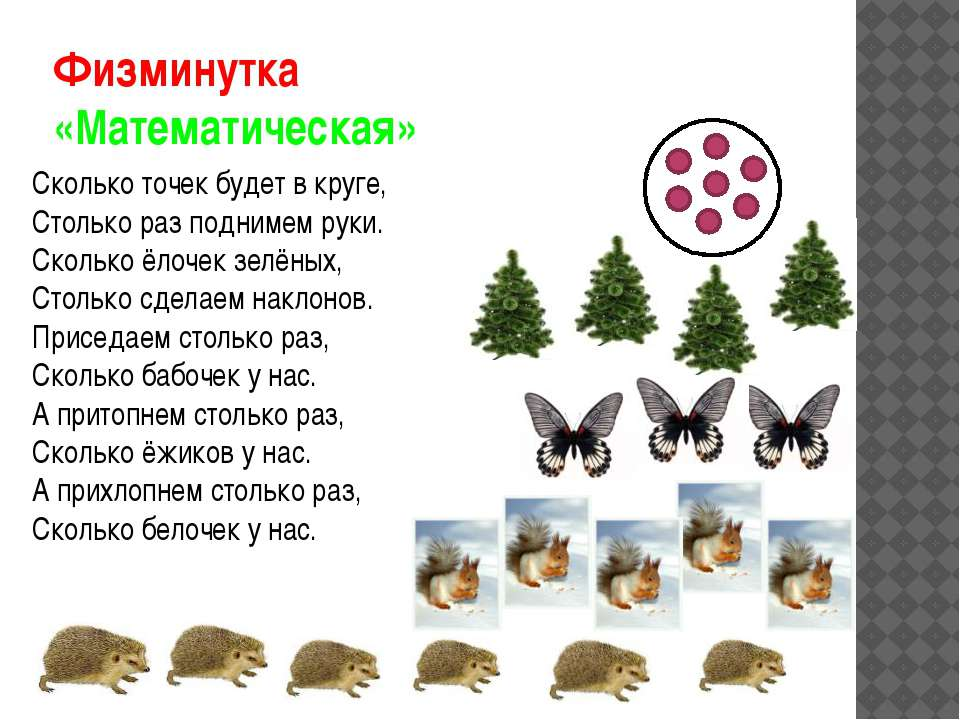 Физминутка
«Математическая»
Сколько точек будет в круге,
Столько раз поднимем руки.
Сколько ёлочек зелёных,
Столько сделаем наклонов.
Приседаем столько раз,
Сколько бабочек у нас.
А притопнем столько раз,
Сколько ёжиков у нас.
А прихлопнем столько раз,
Сколько белочек у нас.